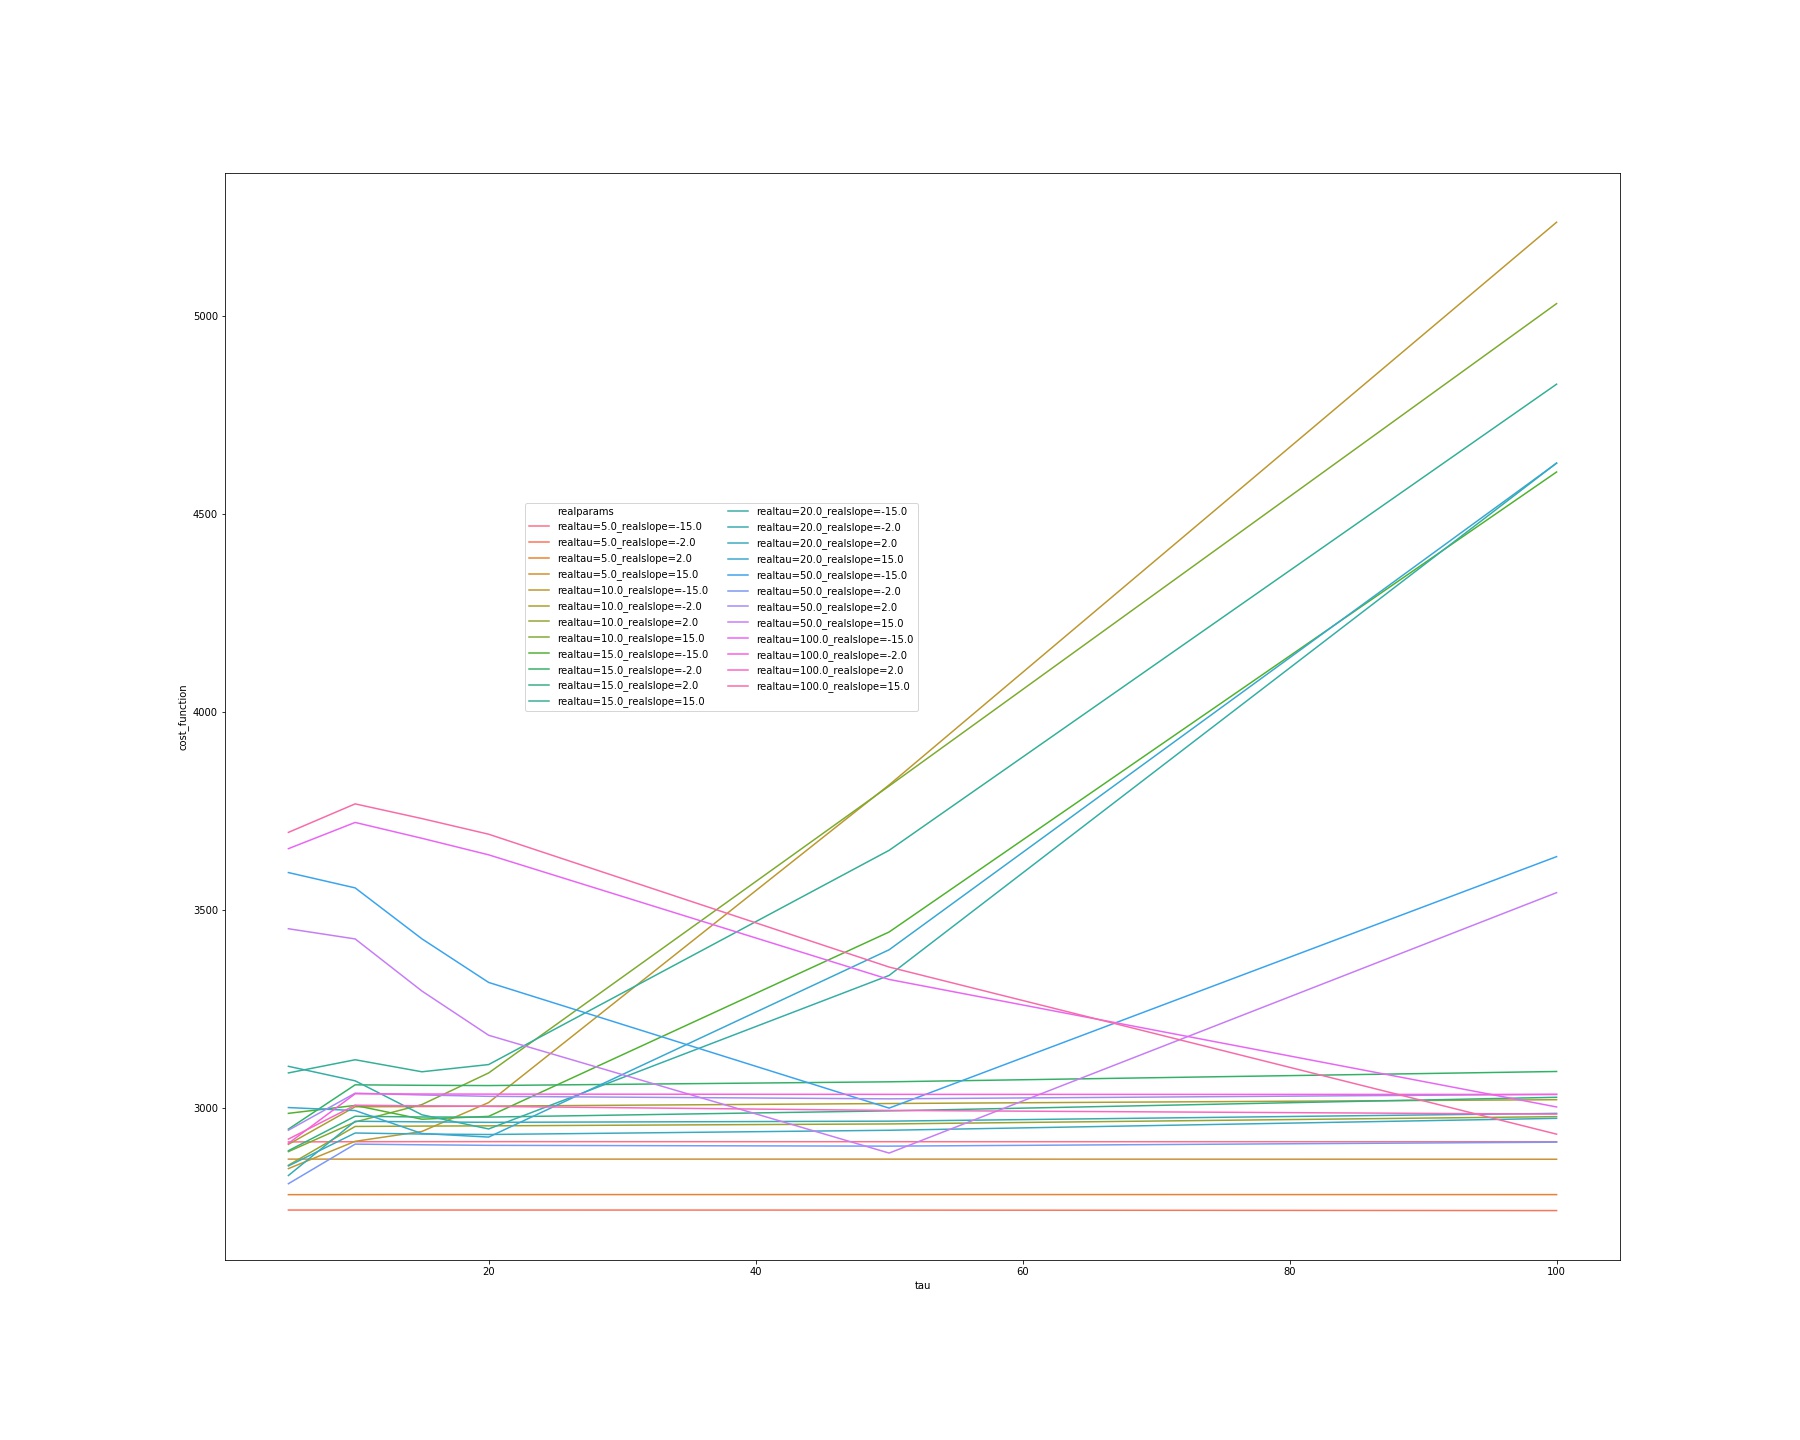 5000
4500
4000
3500
3000
cost_function
realparams
realtau=5.0_realslope=-15.0
realtau=5.0_realslope=-2.0
realtau=5.0_realslope=2.0
realtau=5.0_realslope=15.0
realtau=10.0_realslope=-15.0
realtau=10.0_realslope=-2.0
realtau=10.0_realslope=2.0
realtau=10.0_realslope=15.0
realtau=15.0_realslope=-15.0
realtau=15.0_realslope=-2.0
realtau=15.0_realslope=2.0
realtau=15.0_realslope=15.0
realtau=20.0_realslope=-15.0
realtau=20.0_realslope=-2.0
realtau=20.0_realslope=2.0
realtau=20.0_realslope=15.0
realtau=50.0_realslope=-15.0
realtau=50.0_realslope=-2.0
realtau=50.0_realslope=2.0
realtau=50.0_realslope=15.0
realtau=100.0_realslope=-15.0
realtau=100.0_realslope=-2.0
realtau=100.0_realslope=2.0
realtau=100.0_realslope=15.0
20 40 60 80 100
tau